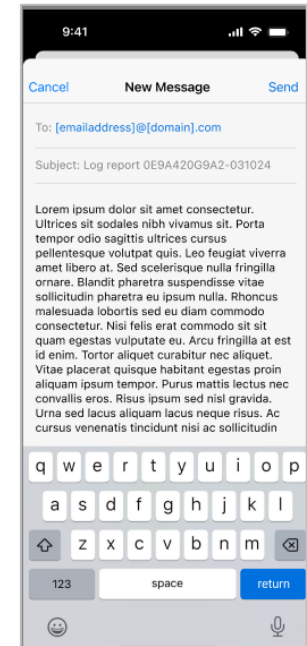 9:41
Cancel New Message Send
To: [emailaddress]@[domain].com
Subject: Log report 0E9A420G9A2-031024
Lorem ipsum dolor sit amet consectetur.
Ultrices sit sodales nibh vivamus sit. Porta
tempor odio sagittis ultrices cursus
pellentesque volutpat quis. Leo feugiat viverra
amet libero at. Sed scelerisque nulla fringilla
ornare. Blandit pharetra suspendisse vitae
sollicitudin pharetra eu ipsum nulla. Rhoncus
malesuada lobortis sed eu diam commodo
consectetur. Nisi felis erat commodo sit sit
quam egestas vulputate eu. Arcu fringilla at est
id enim. Tortor aliquet curabitur nec aliquet.
Vitae placerat quisque habitant egestas proin
aliquam ipsum tempor. Purus mattis lectus nec
convallis eros. Risus ipsum sed nisl gravida.
Urna sed lacus aliquam lacus neque risus. Ac
cursus venenatis tincidunt nisi ac sollicitudin
q w e r t y u i o p
a s d f g h j k l
z x c v b n m
123 space return